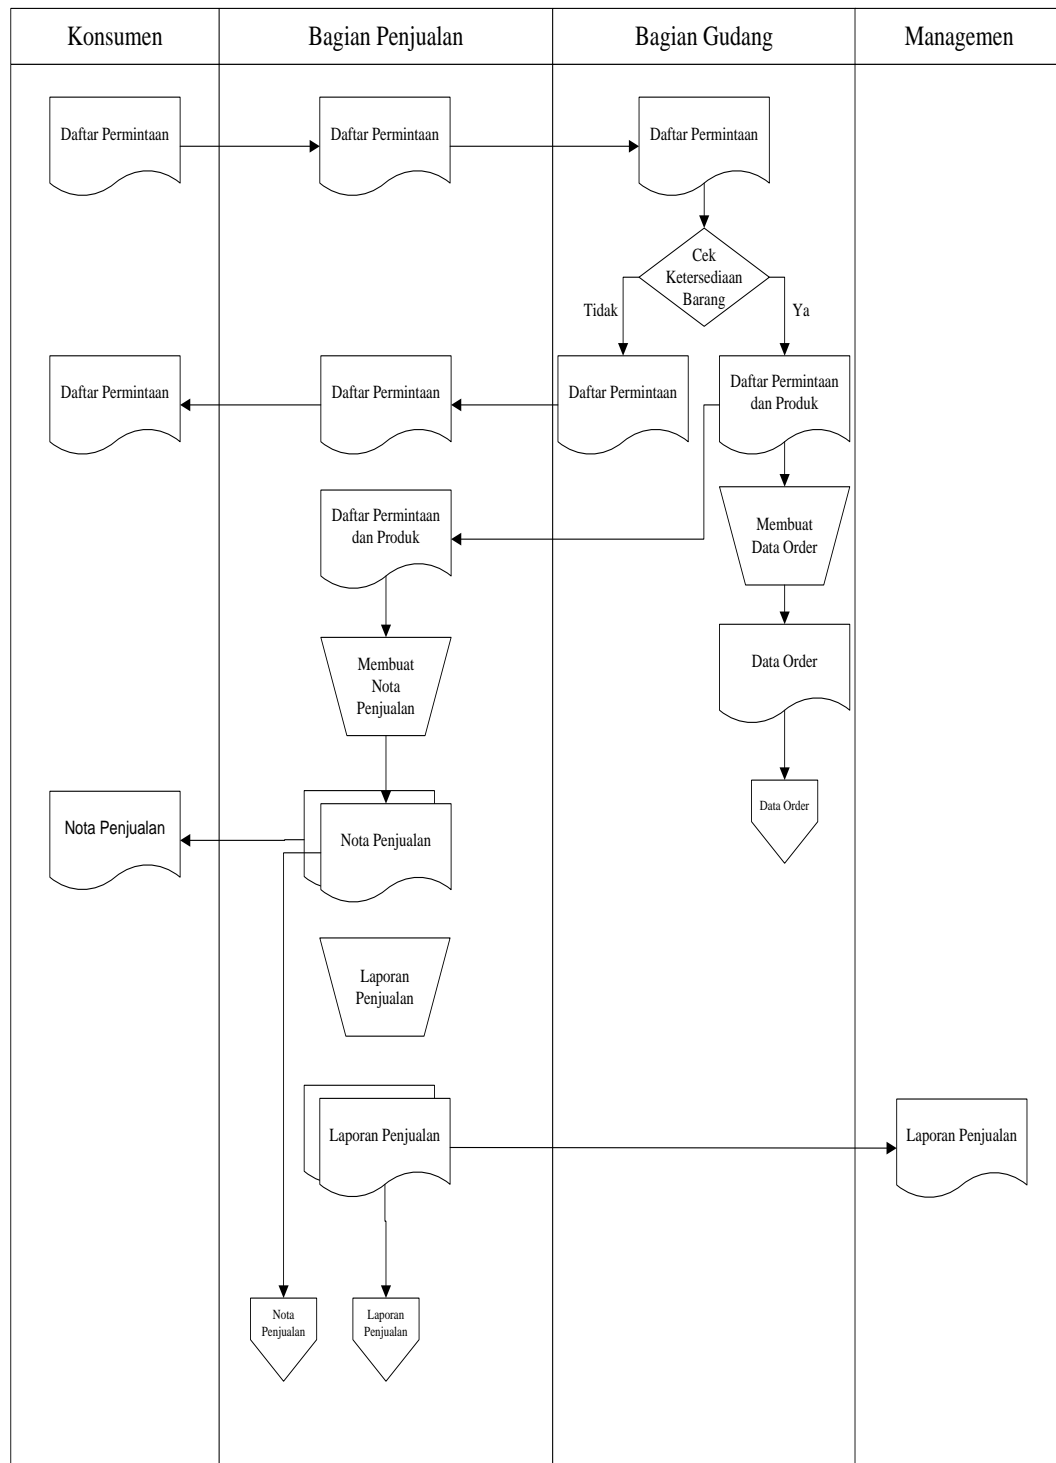 Konsumen
Bagian Penjualan
Bagian Gudang
Managemen
Daftar Permintaan
Daftar Permintaan
Daftar Permintaan
Cek
Ketersediaan
Barang
Tidak
Ya
Daftar Permintaan
Daftar Permintaan
Daftar Permintaan
Daftar Permintaan
dan Produk
Daftar Permintaan
dan Produk
Membuat
Data Order
Membuat
Nota
Penjualan
Data Order
Nota Penjualan
Nota Penjualan
Data Order
Laporan
Penjualan
Laporan Penjualan
Laporan Penjualan
Nota
Penjualan
Laporan
Penjualan